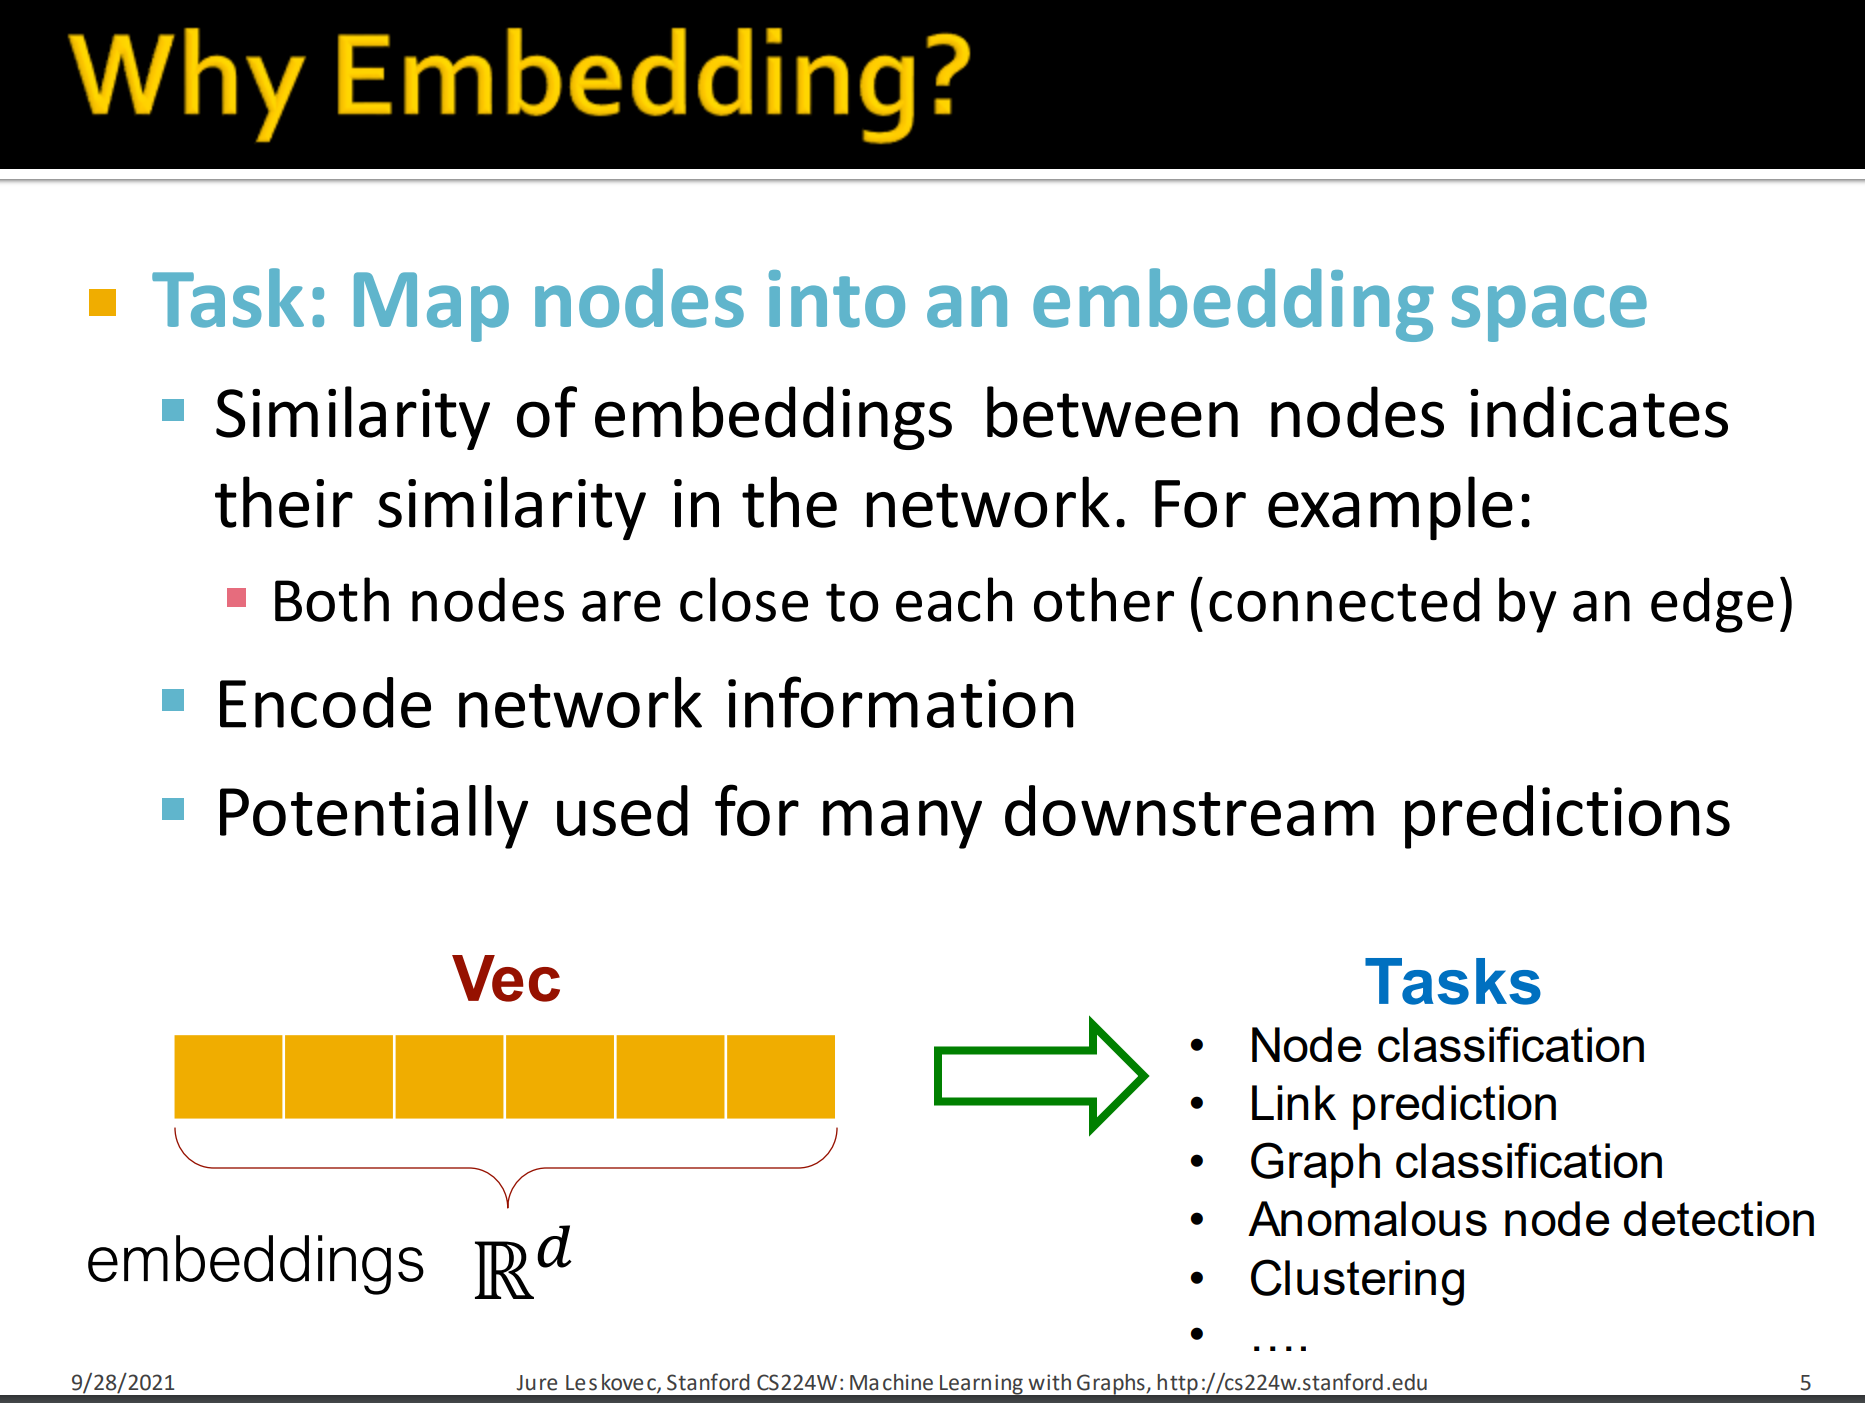 Why Embedding?
Task: Map nodes into an embedding space
Similarity of embeddings between nodes indicates
their similarity in the network. For example:
Both nodes are close to each other (connected by an edge)
Encode network information
Potentially used for many downstream predictions
Vec
embeddings ℝ^d
Tasks
• Node classification
• Link prediction
• Graph classification
• Anomalous node detection
• Clustering
• ....
9/28/2021
Jure Leskovec, Stanford CS224W: Machine Learning with Graphs, http://cs224w.stanford.edu
5